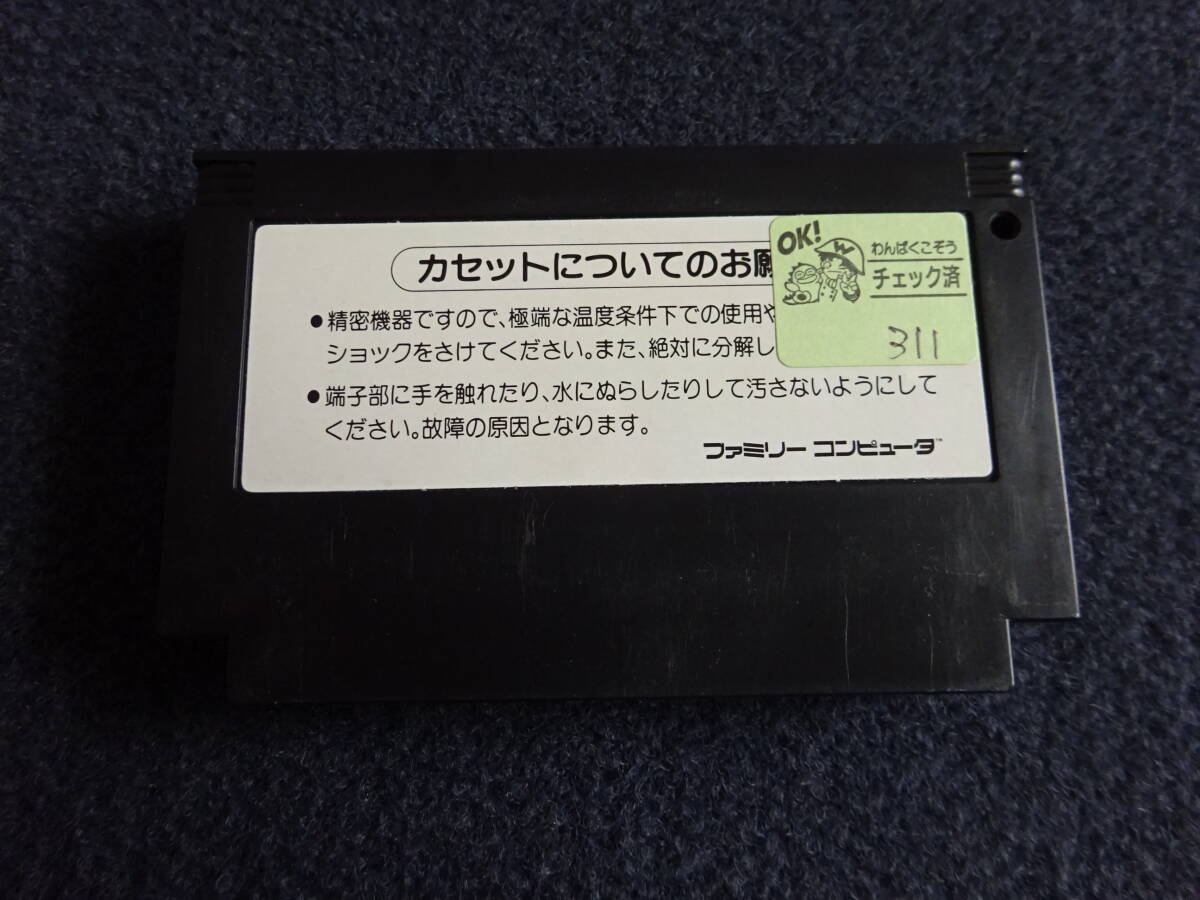 カセットについてのお願
●精密機器ですので、極端な温度条件下での使用や
ショックをさけてください。また、絶対に分解し
●端子部に手を触れたり、水にぬらしたりして汚さないようにして
ください。故障の原因となります。
ファミリー コンピュータ™
OK!
W
わんぱくこぞう
チェック済
311